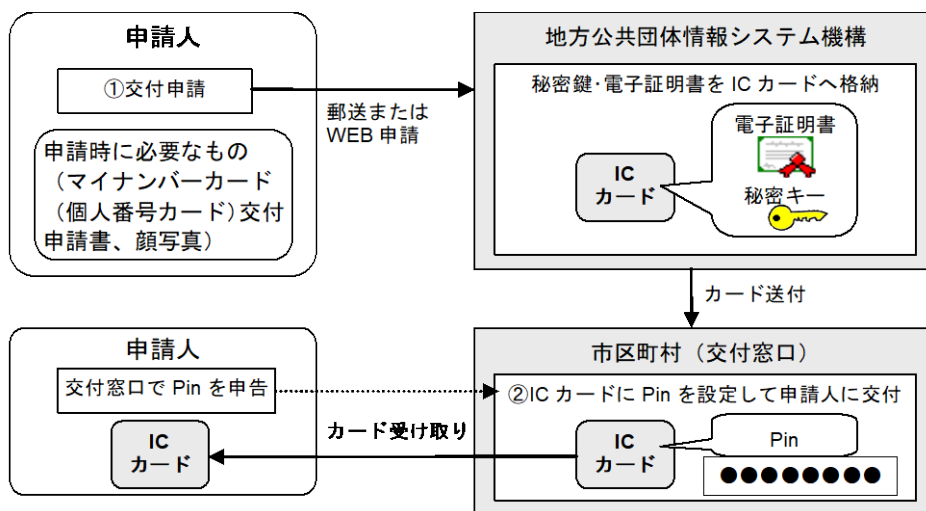 申請人
①交付申請
申請時に必要なもの
（マイナンバーカード
（個人番号カード）交付
申請書、顔写真）
郵送または
WEB 申請
地方公共団体情報システム機構
秘密鍵･電子証明書を IC カードへ格納
電子証明書
IC
カード
秘密キー
カード送付
申請人
交付窓口で Pin を申告
IC
カード
カード受け取り
市区町村（交付窓口）
②IC カードに Pin を設定して申請人に交付
IC
カード
Pin
●●●●●●●●